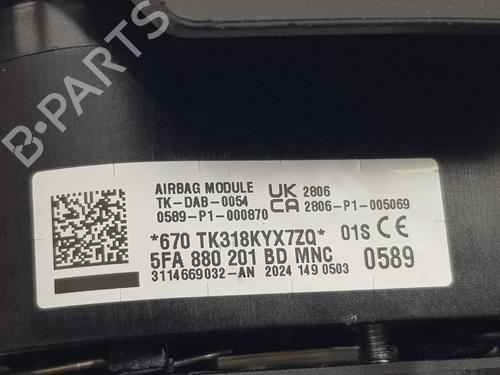 B-PARTS
AIRBAG MODULE
TK-DAB-0054
0589-P1-000870
UK CA
2806
2806-P1-005069
*670 TK318KYX7ZQ* 01S CE
5FA 880 201 BD MNC 0589
3114669032-AN 2024 149 0503